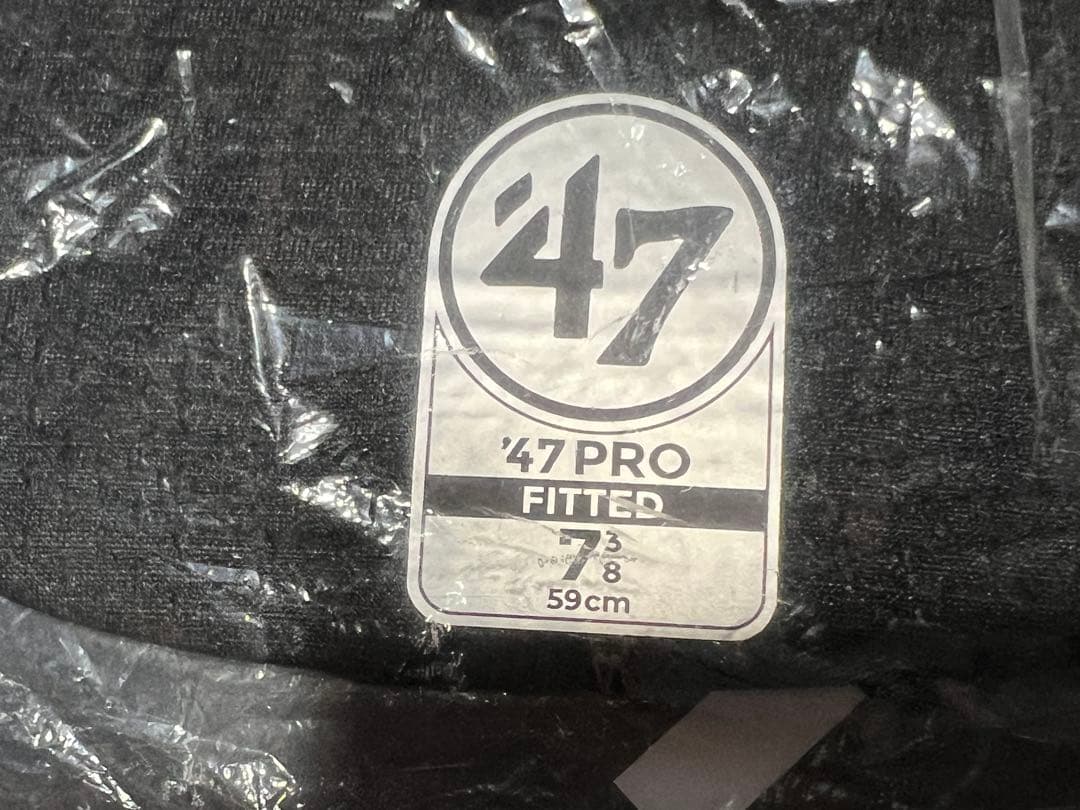 '47
'47 PRO
FITTED
7 3/8
59cm